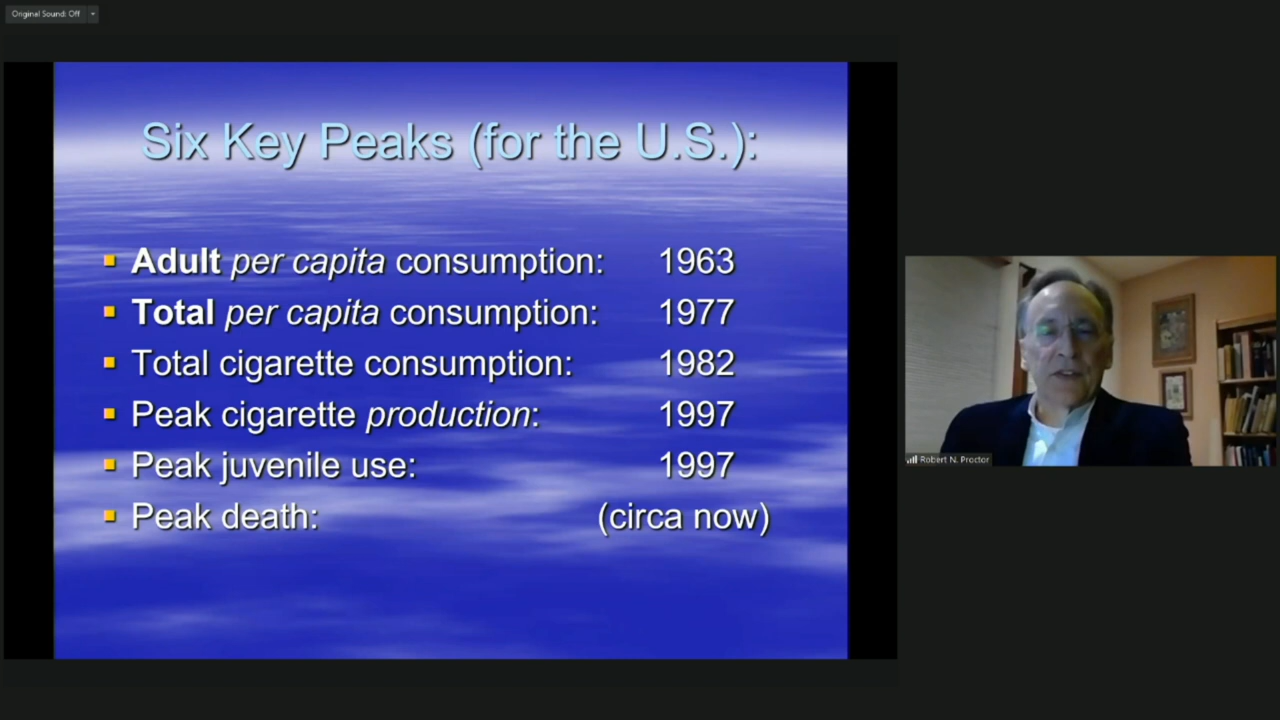 Original Sound: Off
Six Key Peaks (for the U.S.):
Adult per capita consumption: 1963
Total per capita consumption: 1977
Total cigarette consumption: 1982
Peak cigarette production: 1997
Peak juvenile use: 1997
Peak death: (circa now)
Robert N. Proctor